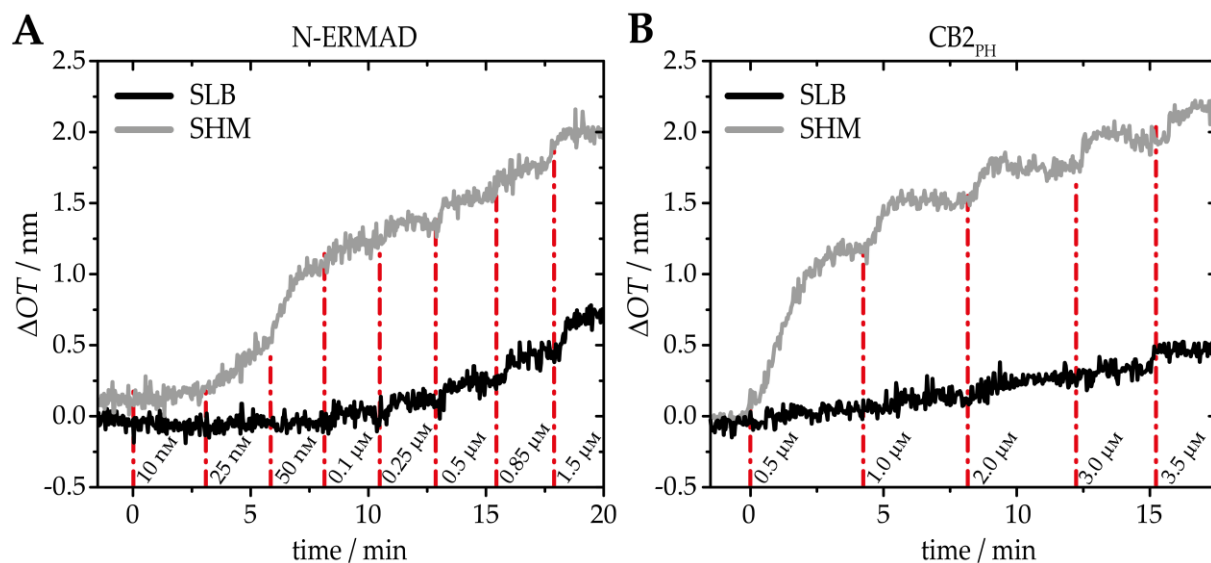 A
N-ERMAD
2.5
2.0
1.5
1.0
0.5
0.0
-0.5
ΔOT / nm
SLB
SHM
10 nM
25 nM
50 nM
0.1 µM
0.25 µM
0.5 µM
0.85 µM
1.5 µM
0
5
10
15
20
time / min
B
CB2PH
2.5
2.0
1.5
1.0
0.5
0.0
-0.5
ΔOT / nm
SLB
SHM
0.5 µM
1.0 µM
2.0 µM
3.0 µM
3.5 µM
0
5
10
15
time / min